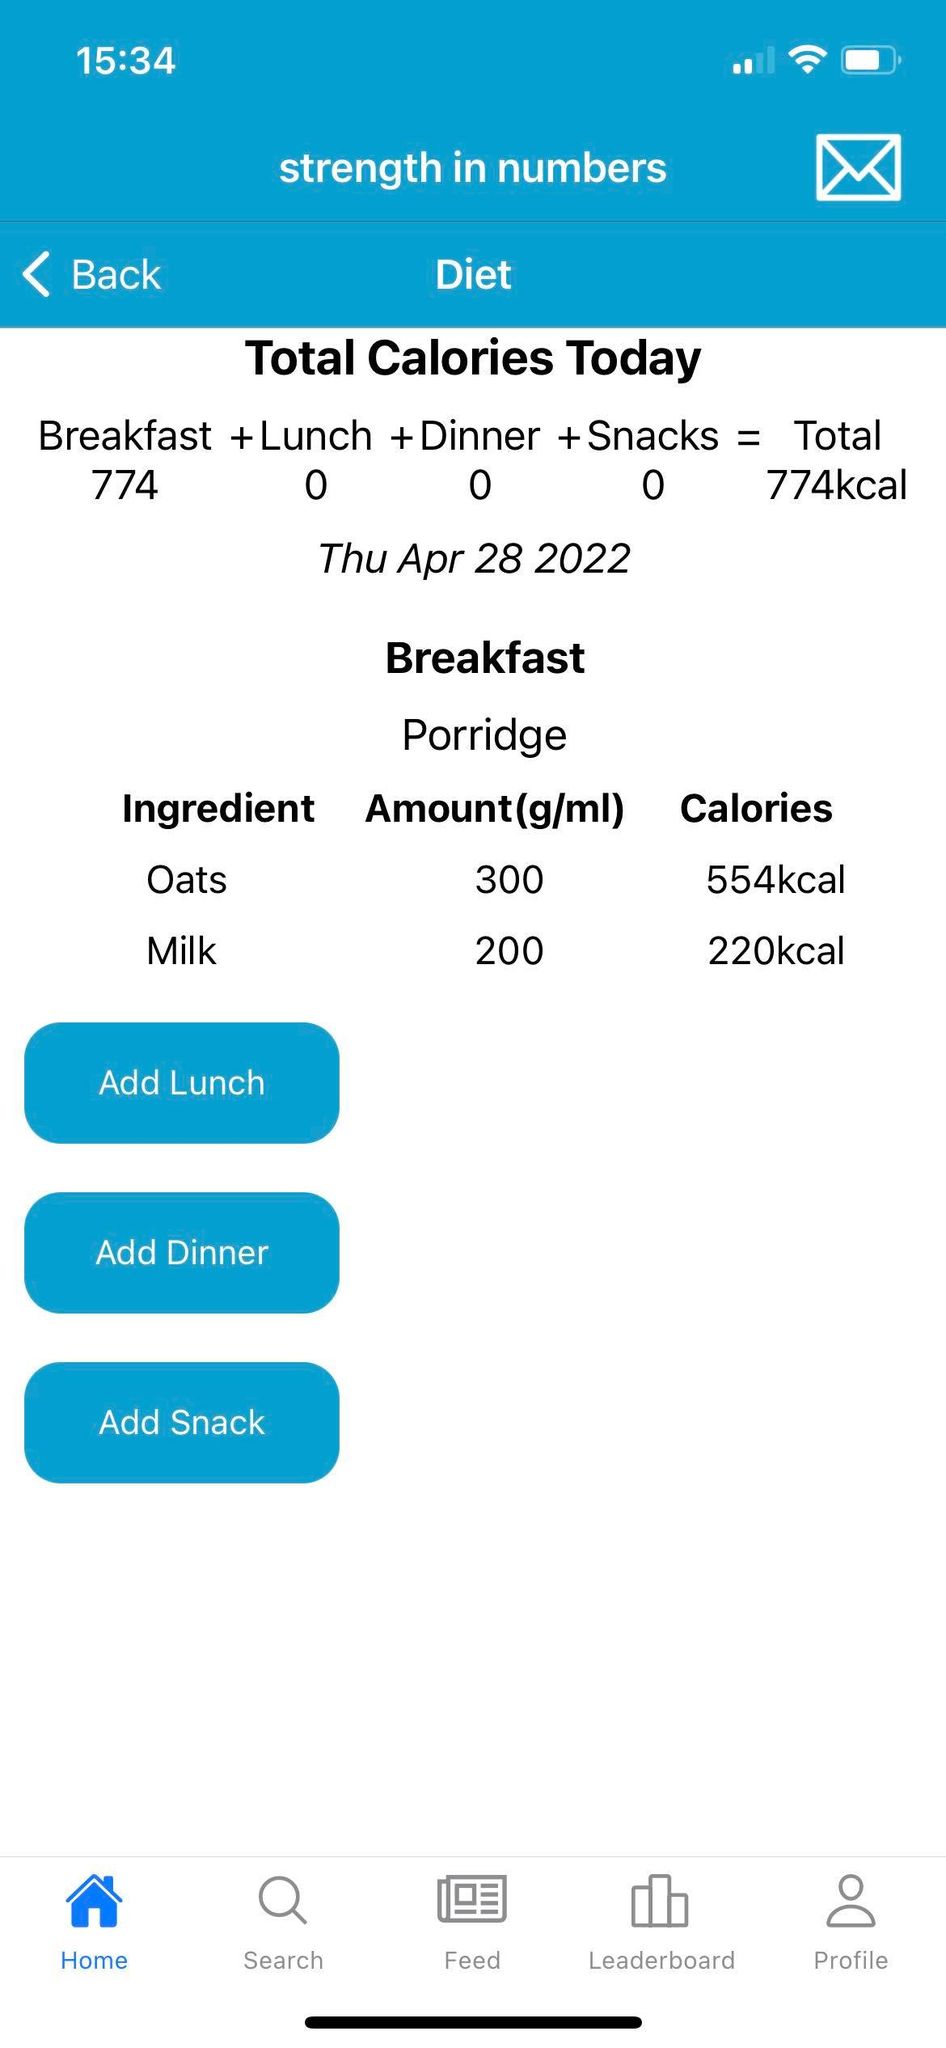 15:34
strength in numbers
Back Diet
Total Calories Today
Breakfast +Lunch +Dinner +Snacks = Total
774 0 0 0 774kcal
Thu Apr 28 2022
Breakfast
Porridge
Ingredient Amount(g/ml) Calories
Oats 300 554kcal
Milk 200 220kcal
Add Lunch
Add Dinner
Add Snack
Home Search Feed Leaderboard Profile